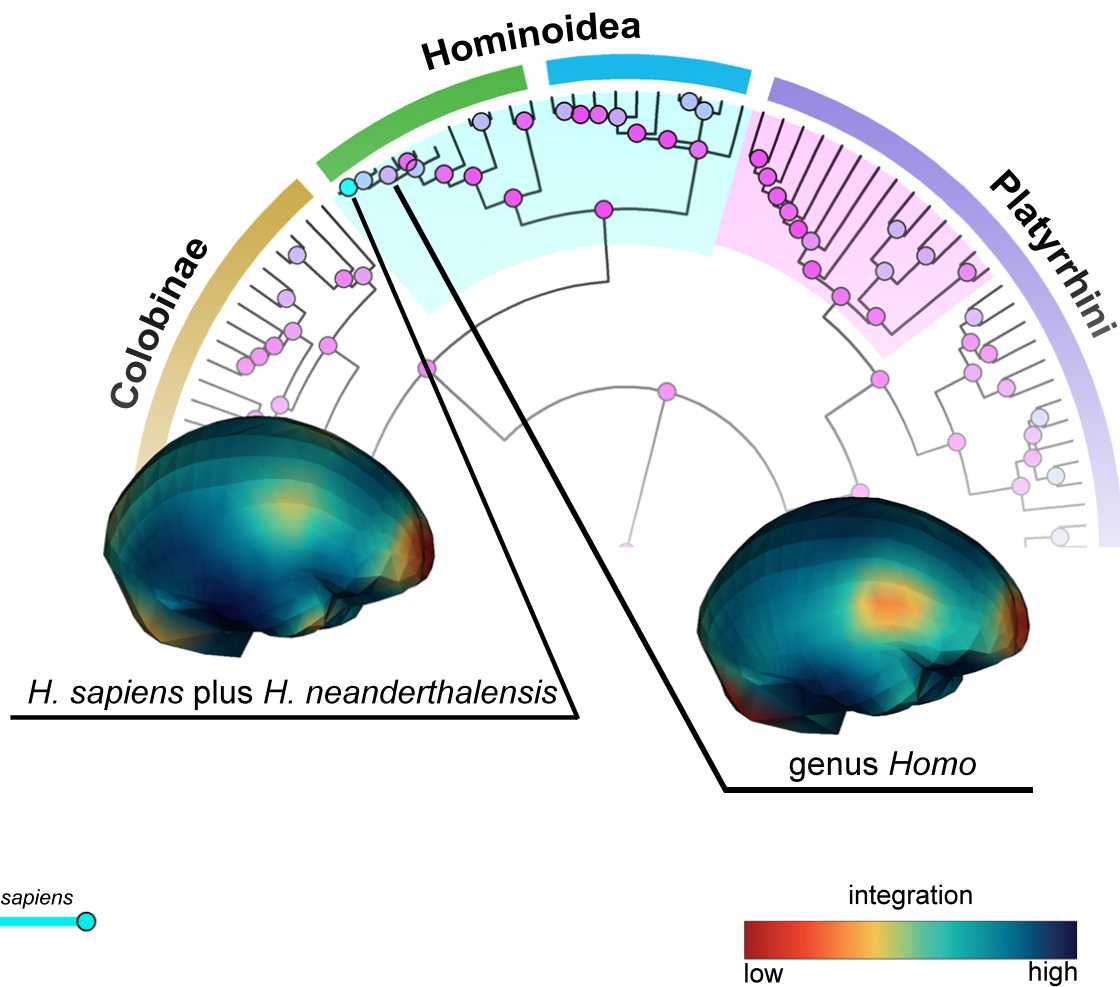 Hominoidea
Colobinae
Platyrrhini
H. sapiens plus H. neanderthalensis
genus Homo
sapiens
integration
low
high